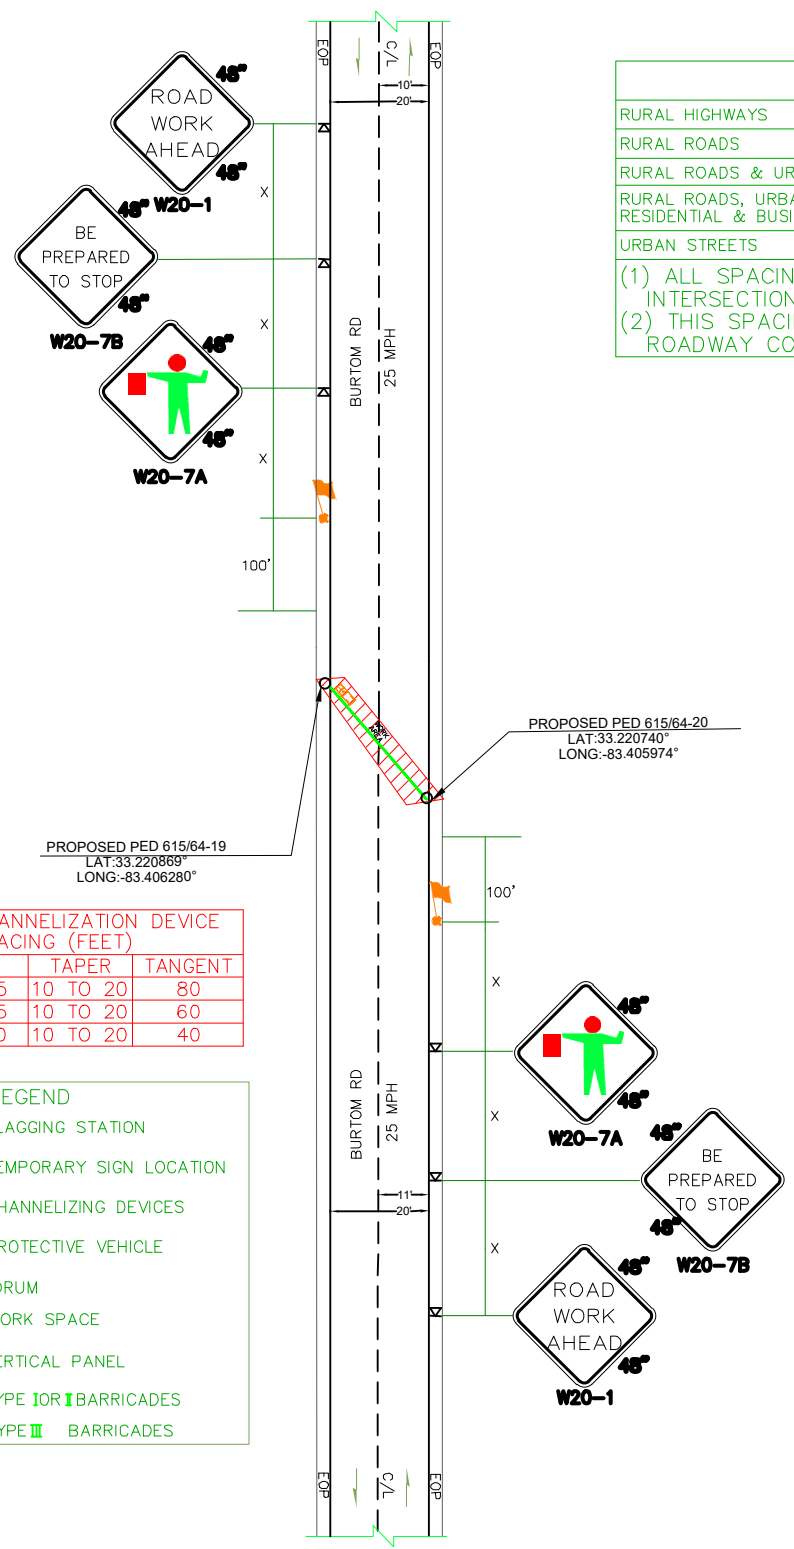 EOP
C/L
EOP
10'
20'
ROAD
WORK
AHEAD
48"
48"
W20-1
X
BE
PREPARED
TO STOP
48"
48"
W20-7B
X
48"
48"
W20-7A
X
BURTOM RD
25 MPH
100'
RURAL HIGHWAYS
RURAL ROADS
RURAL ROADS & UR
RURAL ROADS, URBA
RESIDENTIAL & BUSI
URBAN STREETS
(1) ALL SPACIN
INTERSECTION
(2) THIS SPACI
ROADWAY CO
WORK
AREA
PROPOSED PED 615/64-20
LAT:33.220740°
LONG:-83.405974°
PROPOSED PED 615/64-19
LAT:33.220869°
LONG:-83.406280°
100'
ANNELIZATION DEVICE
ACING (FEET)
TAPER TANGENT
5 10 TO 20 80
5 10 TO 20 60
0 10 TO 20 40
EGEND
LAGGING STATION
EMPORARY SIGN LOCATION
HANNELIZING DEVICES
ROTECTIVE VEHICLE
DRUM
ORK SPACE
ERTICAL PANEL
YPE I OR II BARRICADES
YPE III BARRICADES
X
48"
48"
W20-7A
BURTOM RD
25 MPH
X
48"
BE
PREPARED
TO STOP
48"
W20-7B
11'
20'
X
48"
ROAD
WORK
AHEAD
48"
W20-1
EOP
C/L
EOP